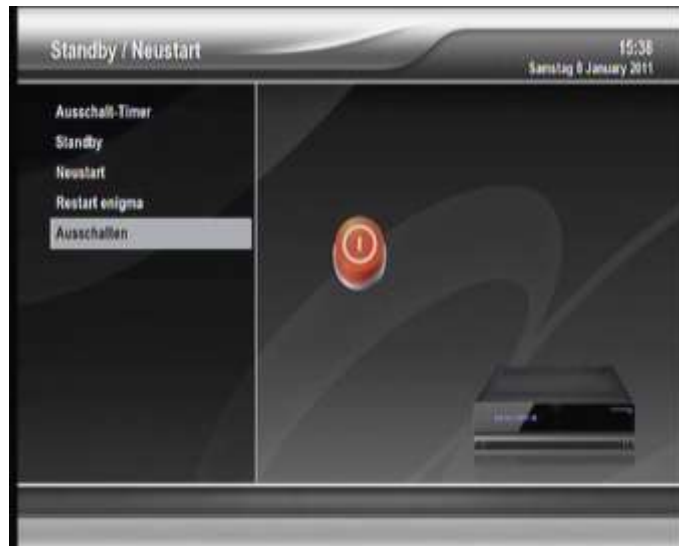 Standby / Neustart
15:38
Samstag 8 January 2011
Ausschalt-Timer
Standby
Neustart
Restart enigma
Ausschalten